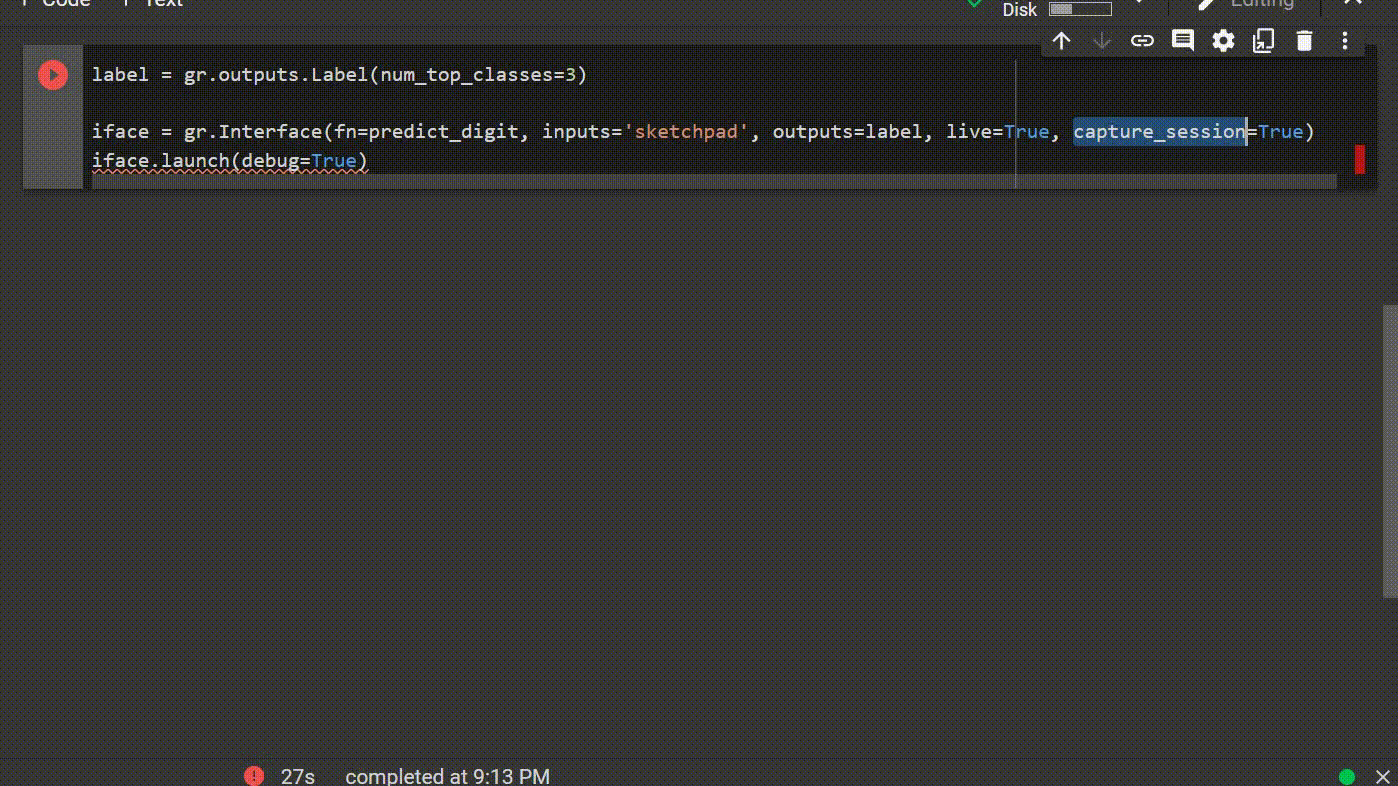 Code Text
Disk
Editing
label = gr.outputs.Label(num_top_classes=3)
iface = gr.Interface(fn=predict_digit, inputs='sketchpad', outputs=label, live=True, capture_session=True)
iface.launch(debug=True)
27s completed at 9:13 PM